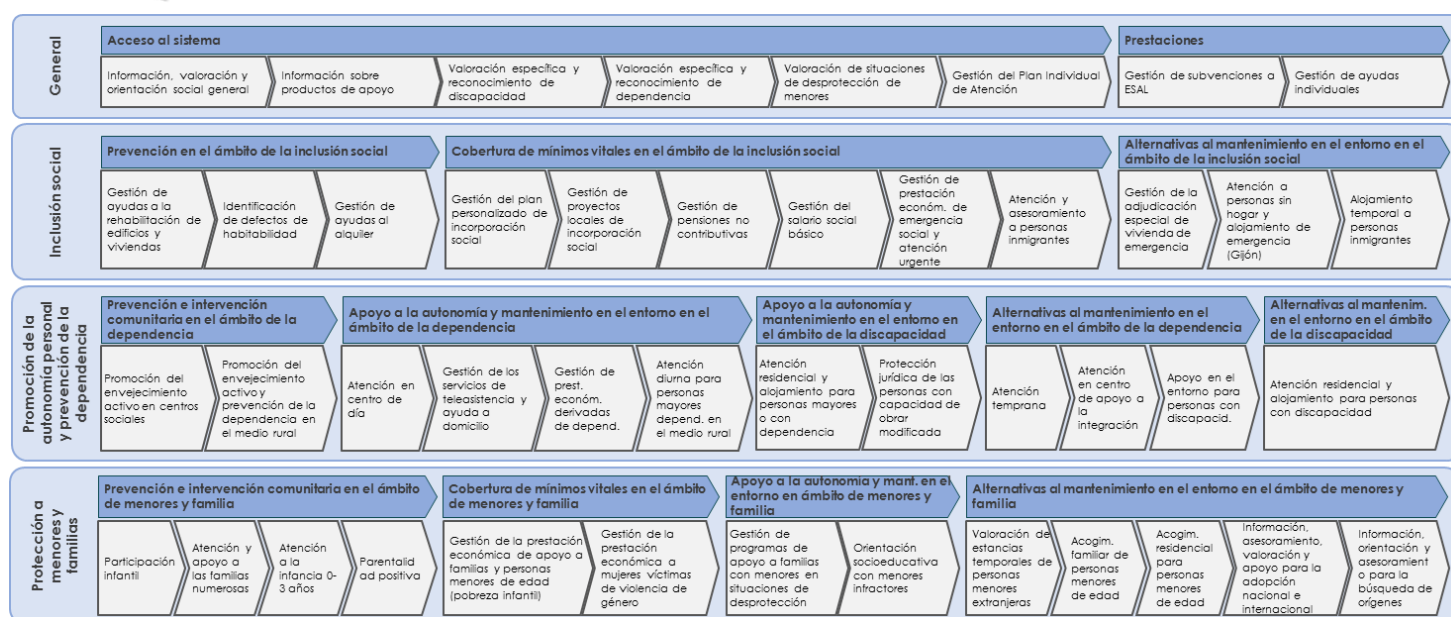 General
Acceso al sistema
Información, valoración y
orientación social general
Información sobre
productos de apoyo
Valoración específica y
reconocimiento de
discapacidad
Valoración específica y
reconocimiento de
dependencia
Valoración de situaciones
de desprotección de
menores
Gestión del Plan Individual
de Atención
Prestaciones
Gestión de subvenciones a
ESAL
Gestión de ayudas
individuales
Inclusión social
Prevención en el ámbito de la inclusión social
Gestión de
ayudas a la
rehabilitación de
edificios y
viviendas
Identificación
de defectos de
habitabilidad
Gestión de
ayudas al
alquiler
Cobertura de mínimos vitales en el ámbito de la inclusión social
Gestión del plan
personalizado de
incorporación
social
Gestión de
proyectos
locales de
incorporación
social
Gestión de
pensiones no
contributivas
Gestión del
salario social
básico
Gestión de
prestación
económ. de
emergencia
social y
atención
urgente
Atención y
asesoramiento
a personas
inmigrantes
Alternativas al mantenimiento en el entorno en el
ámbito de la inclusión social
Gestión de la
adjudicación
especial de
vivienda de
emergencia
Atención a
personas sin
hogar y
alojamiento de
emergencia
(Gijón)
Alojamiento
temporal a
personas
inmigrantes
Promoción de la
autonomía personal
y prevención de la
dependencia
Prevención e intervención
comunitaria en el ámbito de la
dependencia
Promoción del
envejecimiento
activo en centros
sociales
Promoción del
envejecimiento
activo y
prevención de la
dependencia en
el medio rural
Apoyo a la autonomía y mantenimiento en el entorno en el
ámbito de la dependencia
Atención en
centro de
día
Gestión de los
servicios de
teleasistencia y
ayuda a
domicilio
Gestión de
prest.
económ.
derivadas
de depend.
Atención
diurna para
personas
mayores
depend. en
el medio rural
Apoyo a la autonomía y
mantenimiento en el entorno en
el ámbito de la discapacidad
Atención
residencial y
alojamiento para
personas mayores
o con
dependencia
Protección
jurídica de las
personas con
capacidad de
obrar
modificada
Alternativas al mantenimiento en el
entorno en el ámbito de la dependencia
Atención
temprana
Atención
en centro
de apoyo a
la
integración
Apoyo en el
entorno para
personas con
discapacid.
Alternativas al mantenim.
en el entorno en el ámbito
de la discapacidad
Atención residencial y
alojamiento para personas
con discapacidad
Protección a
menores y
familias
Prevención e intervención comunitaria en el ámbito
de menores y familia
Participación
infantil
Atención y
apoyo a
las familias
numerosas
Atención
a la
infancia 0-
3 años
Parentalid
ad positiva
Cobertura de mínimos vitales en el ámbito
de menores y familia
Gestión de la prestación
económica de apoyo a
familias y personas
menores de edad
(pobreza infantil)
Gestión de la
prestación
económica a
mujeres víctimas
de violencia de
género
Apoyo a la autonomía y mant. en el
entorno en ámbito de menores y
familia
Gestión de
programas de
apoyo a familias
con menores en
situaciones de
desprotección
Orientación
socioeducativa
con menores
infractores
Alternativas al mantenimiento en el entorno en el ámbito de menores y
familia
Valoración de
estancias
temporales de
personas
menores
extranjeras
Acogim.
familiar de
personas
menores
de edad
Acogim.
residencial
para
personas
menores
de edad
Información,
asesoramiento,
valoración y
apoyo para la
adopción
nacional e
internacional
Información,
orientación y
asesoramient
o para la
búsqueda de
orígenes